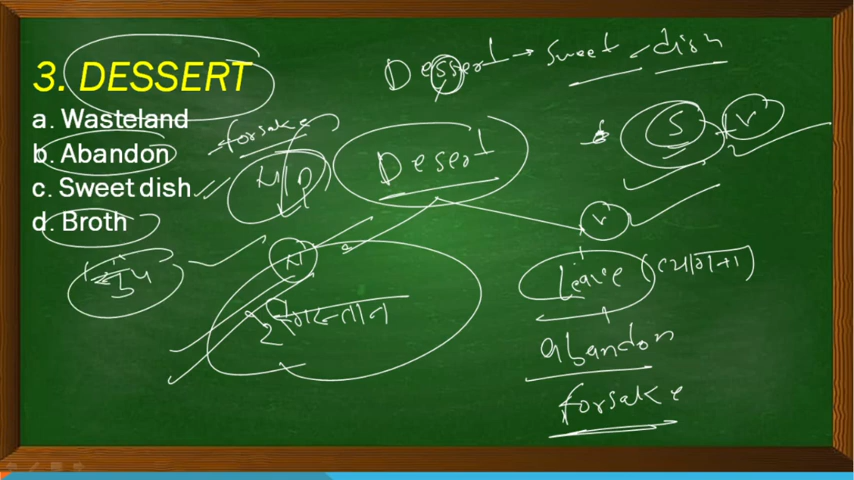 Dessert → Sweet dish
3. DESSERT
a. Wasteland
b. Abandon
c. Sweet dish
d. Broth
forsake
Desert
S + V
N
V
Leave (त्यागना)
रेगिस्तान
abandon
forsake